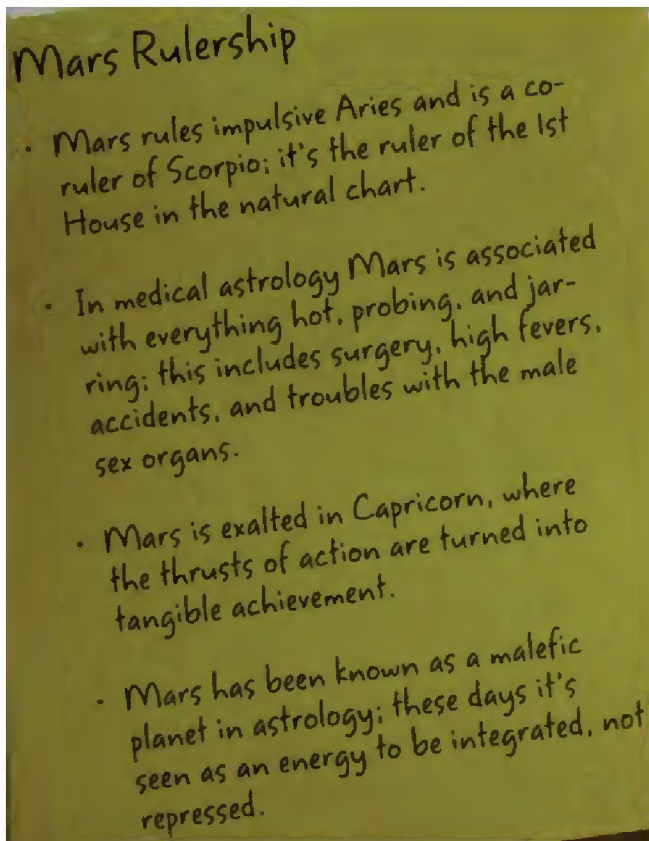 Mars Rulership
· Mars rules impulsive Aries and is a co-
ruler of Scorpio; it's the ruler of the 1st
House in the natural chart.
· In medical astrology Mars is associated
with everything hot, probing, and jar-
ring; this includes surgery, high fevers,
accidents, and troubles with the male
sex organs.
· Mars is exalted in Capricorn, where
the thrusts of action are turned into
tangible achievement.
· Mars has been known as a malefic
planet in astrology; these days it's
seen as an energy to be integrated, not
repressed.